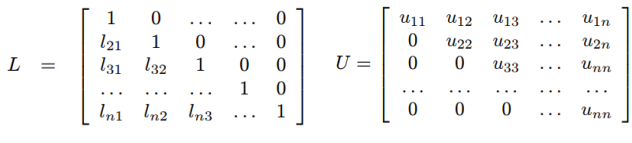 L = [ 1 0 ... ... 0
l₂₁ 1 0 ... 0
l₃₁ l₃₂ 1 0 0
... ... ... 1 0
lₙ₁ lₙ₂ lₙ₃ ... 1 ]
U = [ u₁₁ u₁₂ u₁₃ ... u₁ₙ
0 u₂₂ u₂₃ ... u₂ₙ
0 0 u₃₃ ... uₙₙ
... ... ... ... ...
0 0 0 ... uₙₙ ]